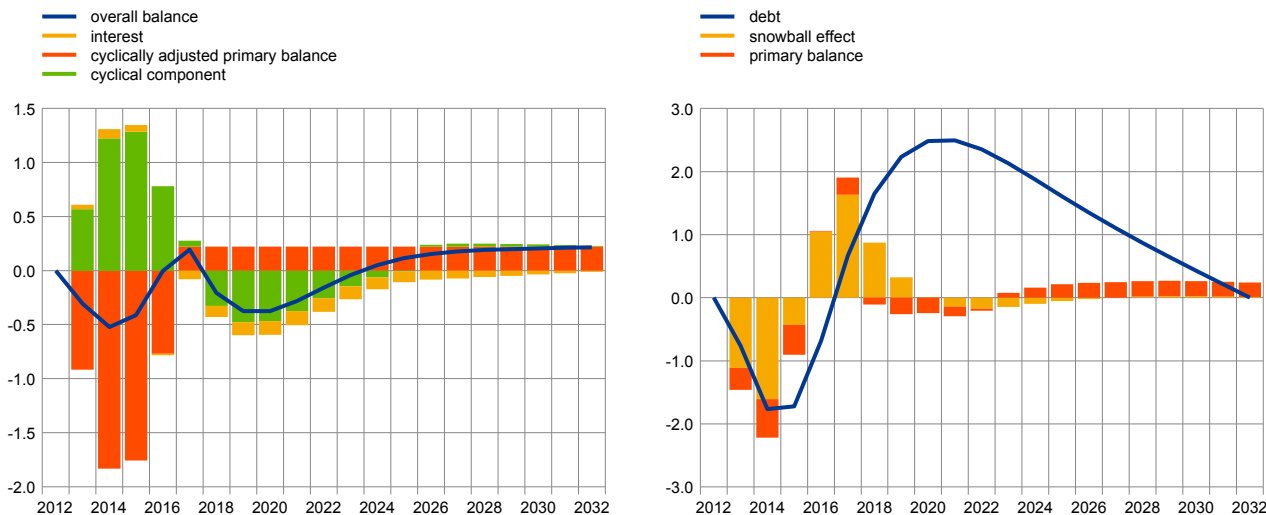 overall balance
interest
cyclically adjusted primary balance
cyclical component
1.5
1.0
0.5
0.0
-0.5
-1.0
-1.5
-2.0
2012 2014 2016 2018 2020 2022 2024 2026 2028 2030 2032
debt
snowball effect
primary balance
3.0
2.0
1.0
0.0
-1.0
-2.0
-3.0
2012 2014 2016 2018 2020 2022 2024 2026 2028 2030 2032